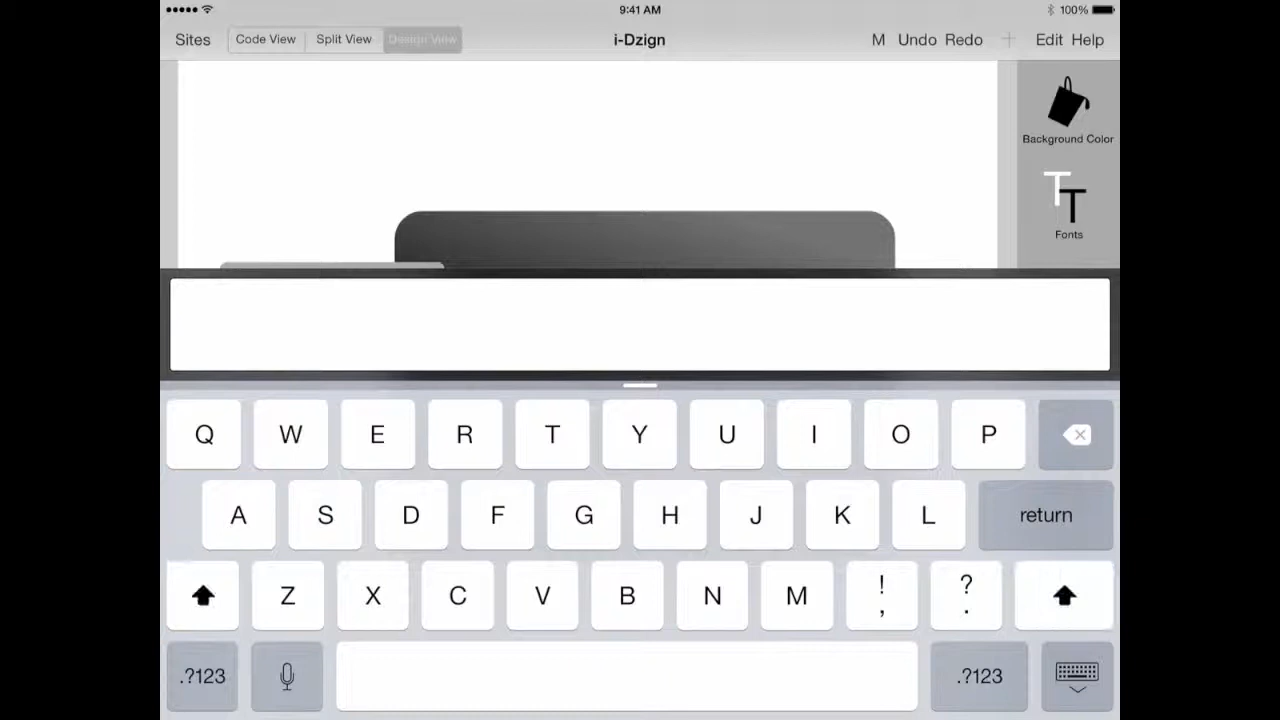 9:41 AM
100%
Sites Code View Split View Design View i-Dzign M Undo Redo + Edit Help
Background Color
Fonts
Q W E R T Y U I O P
A S D F G H J K L return
Z X C V B N M ! , ? .
.?123 .?123